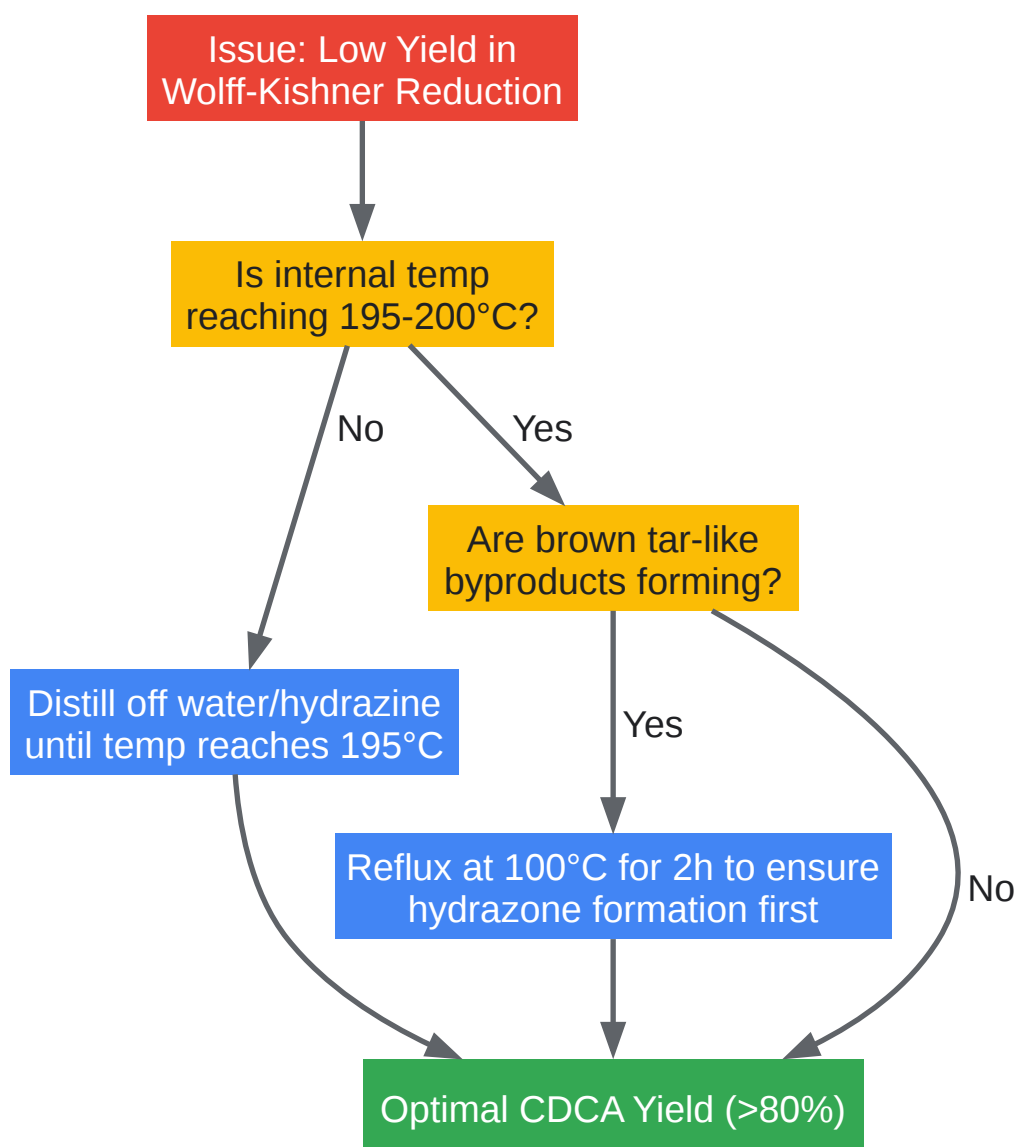 Issue: Low Yield in
Wolff-Kishner Reduction
Is internal temp
reaching 195-200°C?
No
Yes
Are brown tar-like
byproducts forming?
Distill off water/hydrazine
until temp reaches 195°C
Yes
Reflux at 100°C for 2h to ensure
hydrazone formation first
No
Optimal CDCA Yield (>80%)